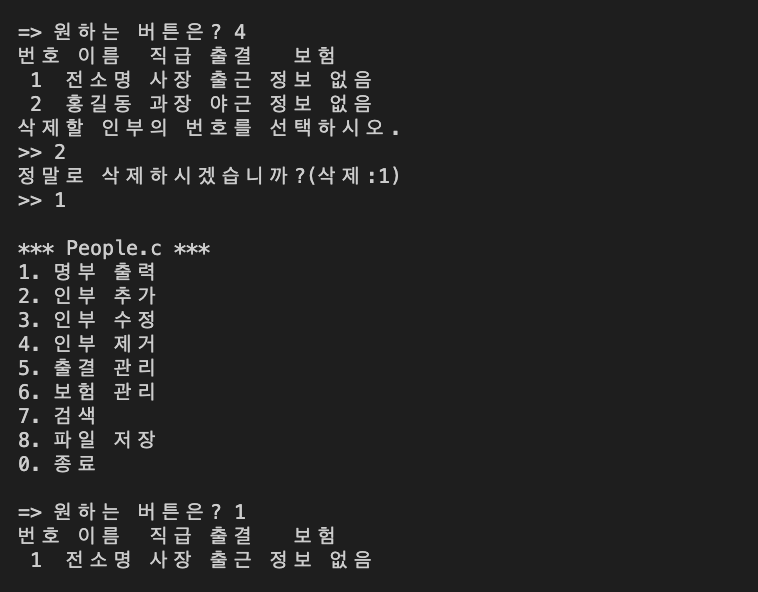 => 원하는 버튼은? 4
번호 이름  직급 출결   보험
 1  전소명 사장 출근 정보 없음
 2  홍길동 과장 야근 정보 없음
삭제할 인부의 번호를 선택하시오.
>> 2
정말로 삭제하시겠습니까?(삭제:1)
>> 1
*** People.c ***
1. 명부 출력
2. 인부 추가
3. 인부 수정
4. 인부 제거
5. 출결 관리
6. 보험 관리
7. 검색
8. 파일 저장
0. 종료
=> 원하는 버튼은? 1
번호 이름  직급 출결   보험
 1  전소명 사장 출근 정보 없음